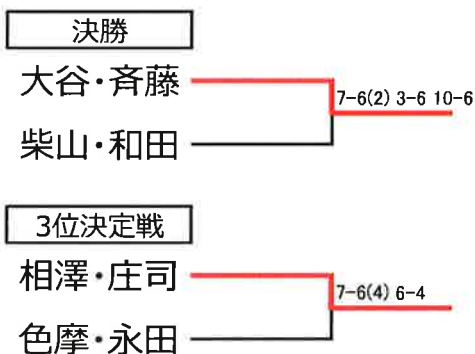 決勝
大谷・斉藤
7-6(2) 3-6 10-6
柴山・和田
3位決定戦
相澤・庄司
7-6(4) 6-4
色摩・永田